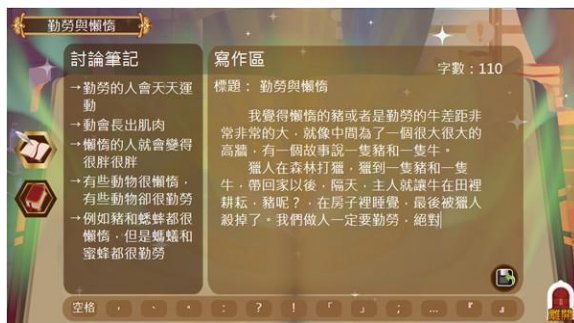 勤勞與懶惰
討論筆記
→勤勞的人會天天運
動
→動會長出肌肉
→懶惰的人就會變得
很胖很胖
→有些動物很懶惰，
有些動物卻很勤勞
→例如豬和蟋蟀都很
懶惰，但是螞蟻和
蜜蜂都很勤勞
寫作區
字數：110
標題： 勤勞與懶惰
我覺得懶惰的豬或者是勤勞的牛差距非
常非常的大，就像中間為了一個很大很大的
高牆，有一個故事說一隻豬和一隻牛。
獵人在森林打獵，獵到一隻豬和一隻
牛，帶回家以後，隔天，主人就讓牛在田裡
耕耘，豬呢？，在房子裡睡覺，最後被獵人
殺掉了。我們做人一定要勤勞，絕對
空格 ， 、 。 ： ？ ！ 「 」 ； … 『 』
離開